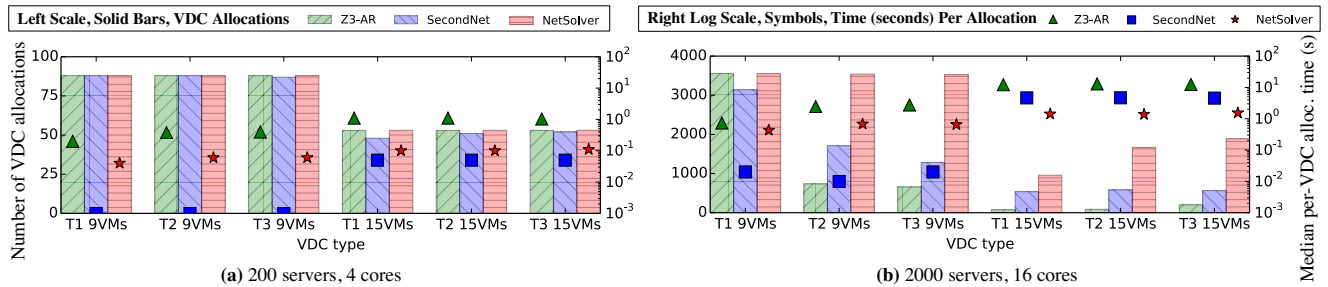 Left Scale, Solid Bars, VDC Allocations Z3-AR SecondNet NetSolver
Right Log Scale, Symbols, Time (seconds) Per Allocation Z3-AR SecondNet NetSolver
Number of VDC allocations
100
75
50
25
0
10²
10¹
10⁰
10⁻¹
10⁻²
10⁻³
T1 9VMs T2 9VMs T3 9VMs T1 15VMs T2 15VMs T3 15VMs
VDC type
(a) 200 servers, 4 cores
4000
3000
2000
1000
0
10²
10¹
10⁰
10⁻¹
10⁻²
10⁻³
Median per-VDC alloc. time (s)
T1 9VMs T2 9VMs T3 9VMs T1 15VMs T2 15VMs T3 15VMs
VDC type
(b) 2000 servers, 16 cores